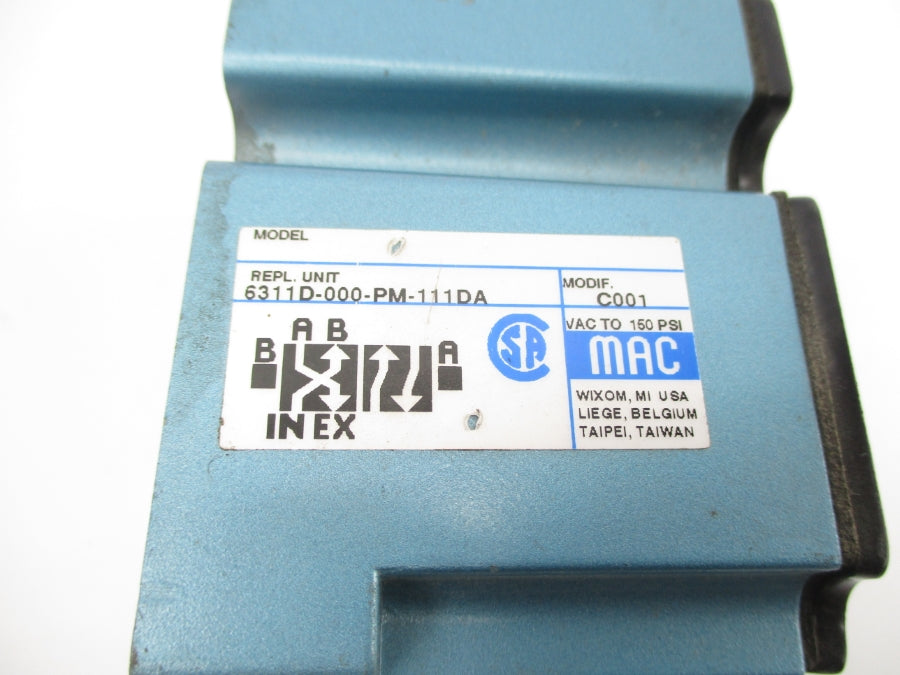 MODEL
REPL. UNIT
6311D-000-PM-111DA
MODIF.
C001
A B
B A
IN EX
CSA
VAC TO 150 PSI
MAC
WIXOM, MI USA
LIEGE, BELGIUM
TAIPEI, TAIWAN